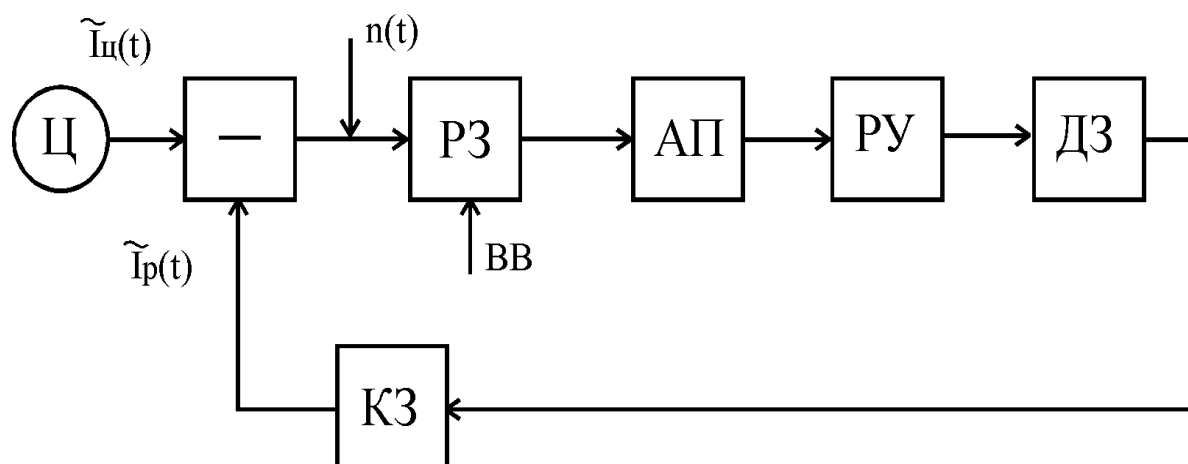 Ĩц(t)
n(t)
Ц
—
РЗ
АП
РУ
ДЗ
Ĩр(t)
ВВ
КЗ